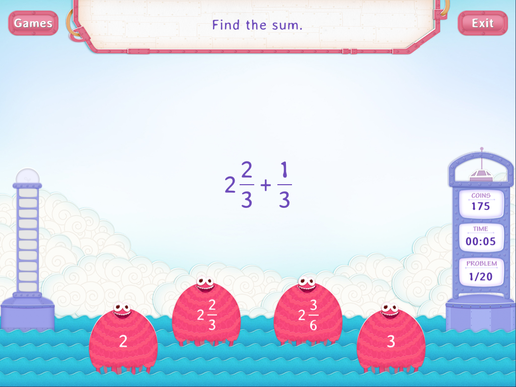 Games
Find the sum.
Exit
2 2/3 + 1/3
COINS
175
TIME
00:05
PROBLEM
1/20
2
2 2/3
2 3/6
3